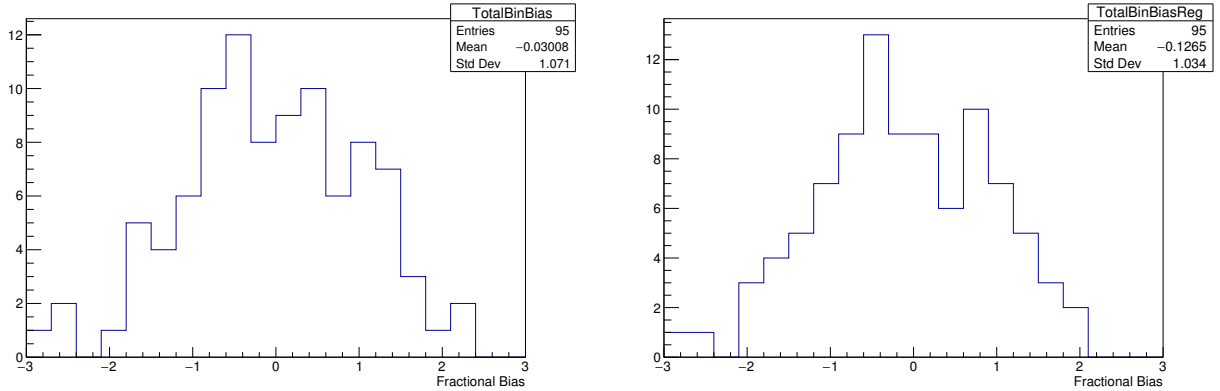 TotalBinBias
Entries 95
Mean −0.03008
Std Dev 1.071
12
10
8
6
4
2
0
−3 −2 −1 0 1 2 3
Fractional Bias
TotalBinBiasReg
Entries 95
Mean −0.1265
Std Dev 1.034
12
10
8
6
4
2
0
−3 −2 −1 0 1 2 3
Fractional Bias